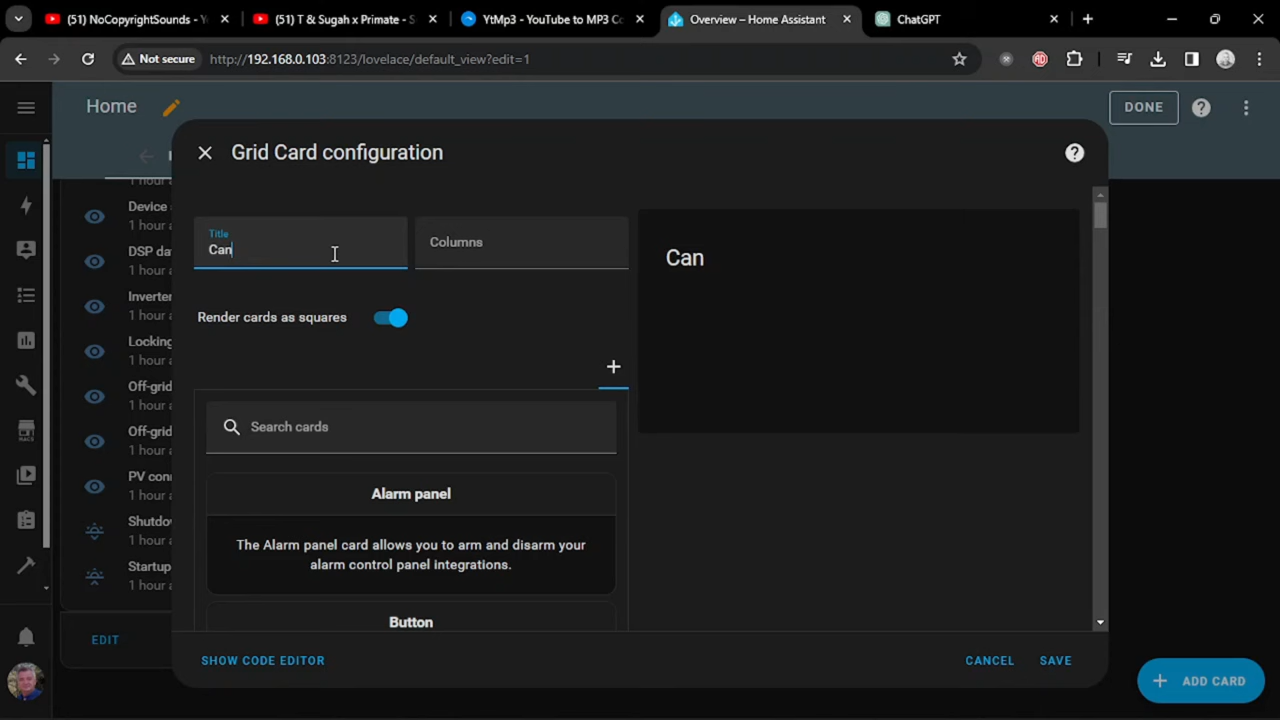 (51) NoCopyrightSounds - Y
(51) T & Sugah x Primate - S
YtMp3 - YouTube to MP3 C
Overview – Home Assistant
ChatGPT
Not secure
http://192.168.0.103:8123/lovelace/default_view?edit=1
Home
DONE
Grid Card configuration
Title
Can
Columns
Can
Render cards as squares
Search cards
Alarm panel
The Alarm panel card allows you to arm and disarm your
alarm control panel integrations.
Button
SHOW CODE EDITOR
CANCEL
SAVE
1 hour
Device
1 hour
DSP da
1 hour
Inverter
1 hour
Locking
1 hour
Off-grid
1 hour
Off-grid
1 hour
PV con
1 hour
Shutdo
1 hour
Startup
1 hour
EDIT
HACS
ADD CARD